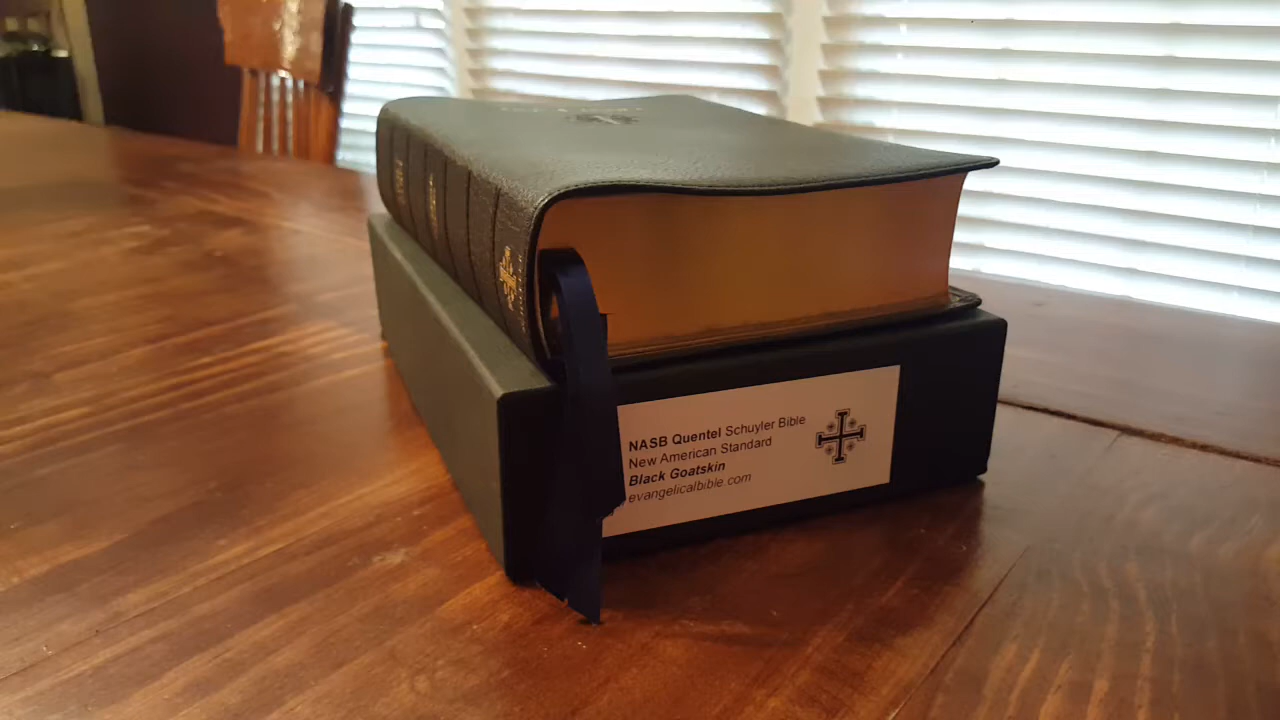 NASB Quentel Schuyler Bible
New American Standard
Black Goatskin
evangelicalbible.com